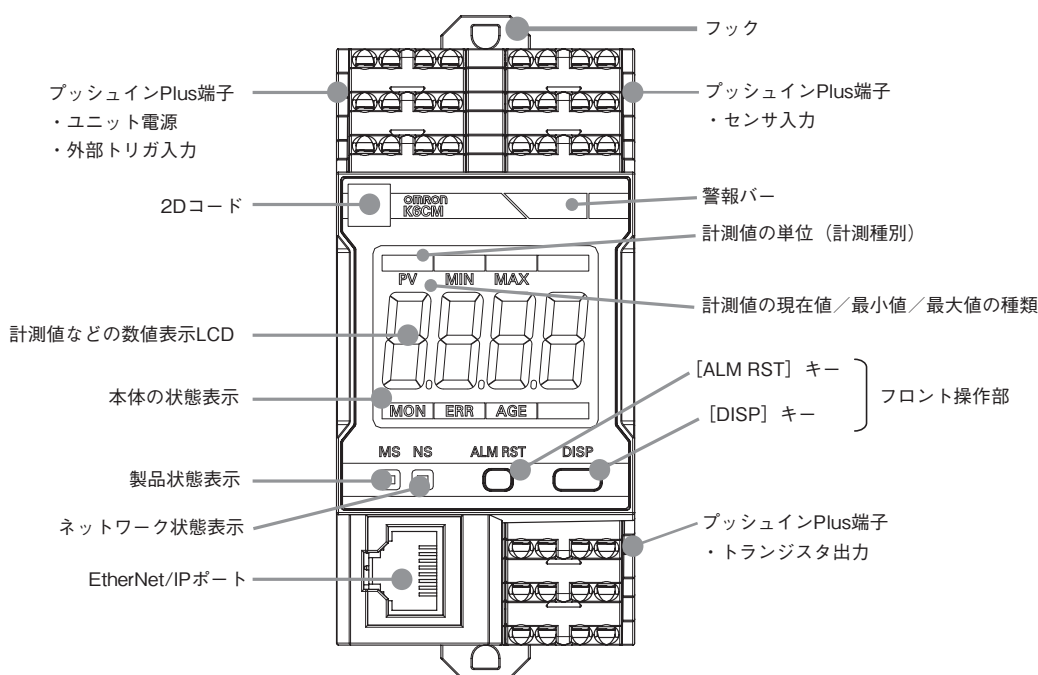 フック
プッシュインPlus端子
・ユニット電源
・外部トリガ入力
プッシュインPlus端子
・センサ入力
2Dコード
omron
K6CM
警報バー
計測値の単位（計測種別）
PV MIN MAX
計測値の現在値／最小値／最大値の種類
計測値などの数値表示LCD
本体の状態表示
MON ERR AGE
［ALM RST］キー
［DISP］キー
フロント操作部
MS NS ALM RST DISP
製品状態表示
ネットワーク状態表示
プッシュインPlus端子
・トランジスタ出力
EtherNet/IPポート